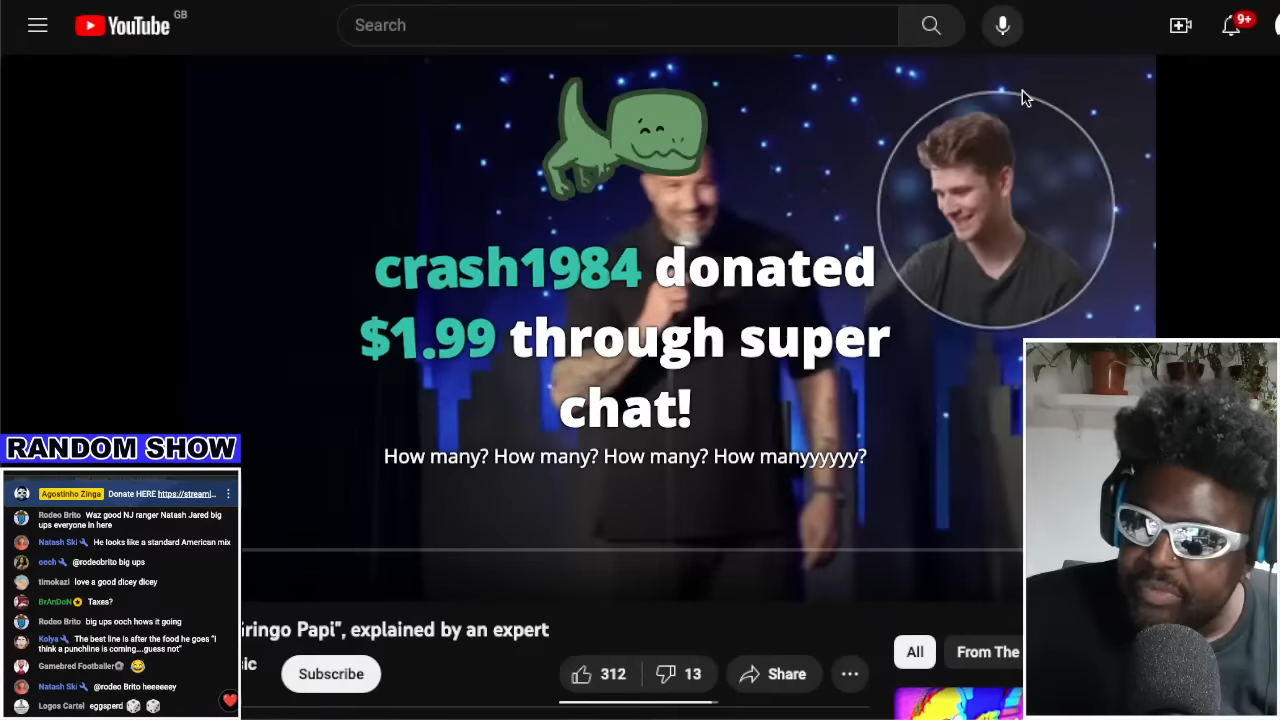 YouTube GB
Search
9+
crash1984 donated
$1.99 through super
chat!
How many? How many? How many? How manyyyyyy?
RANDOM SHOW
Agostinho Zinga Donate HERE https://streaml...
Rodeo Brito Waz good NJ ranger Natash Jared big
ups everyone in here
Natash Ski He looks like a standard American mix
ooch @rodeobrito big ups
timokazi love a good dicey dicey
BrAnDoN Taxes?
Rodeo Brito big ups ooch hows it going
Kolya The best line is after the food he goes "I
think a punchline is coming....guess not"
Gamebred Footballer
Natash Ski @rodeo Brito heeeeeey
Logos Cartel eggsperd
Gringo Papi", explained by an expert
sic
Subscribe
312
13
Share
All
From The